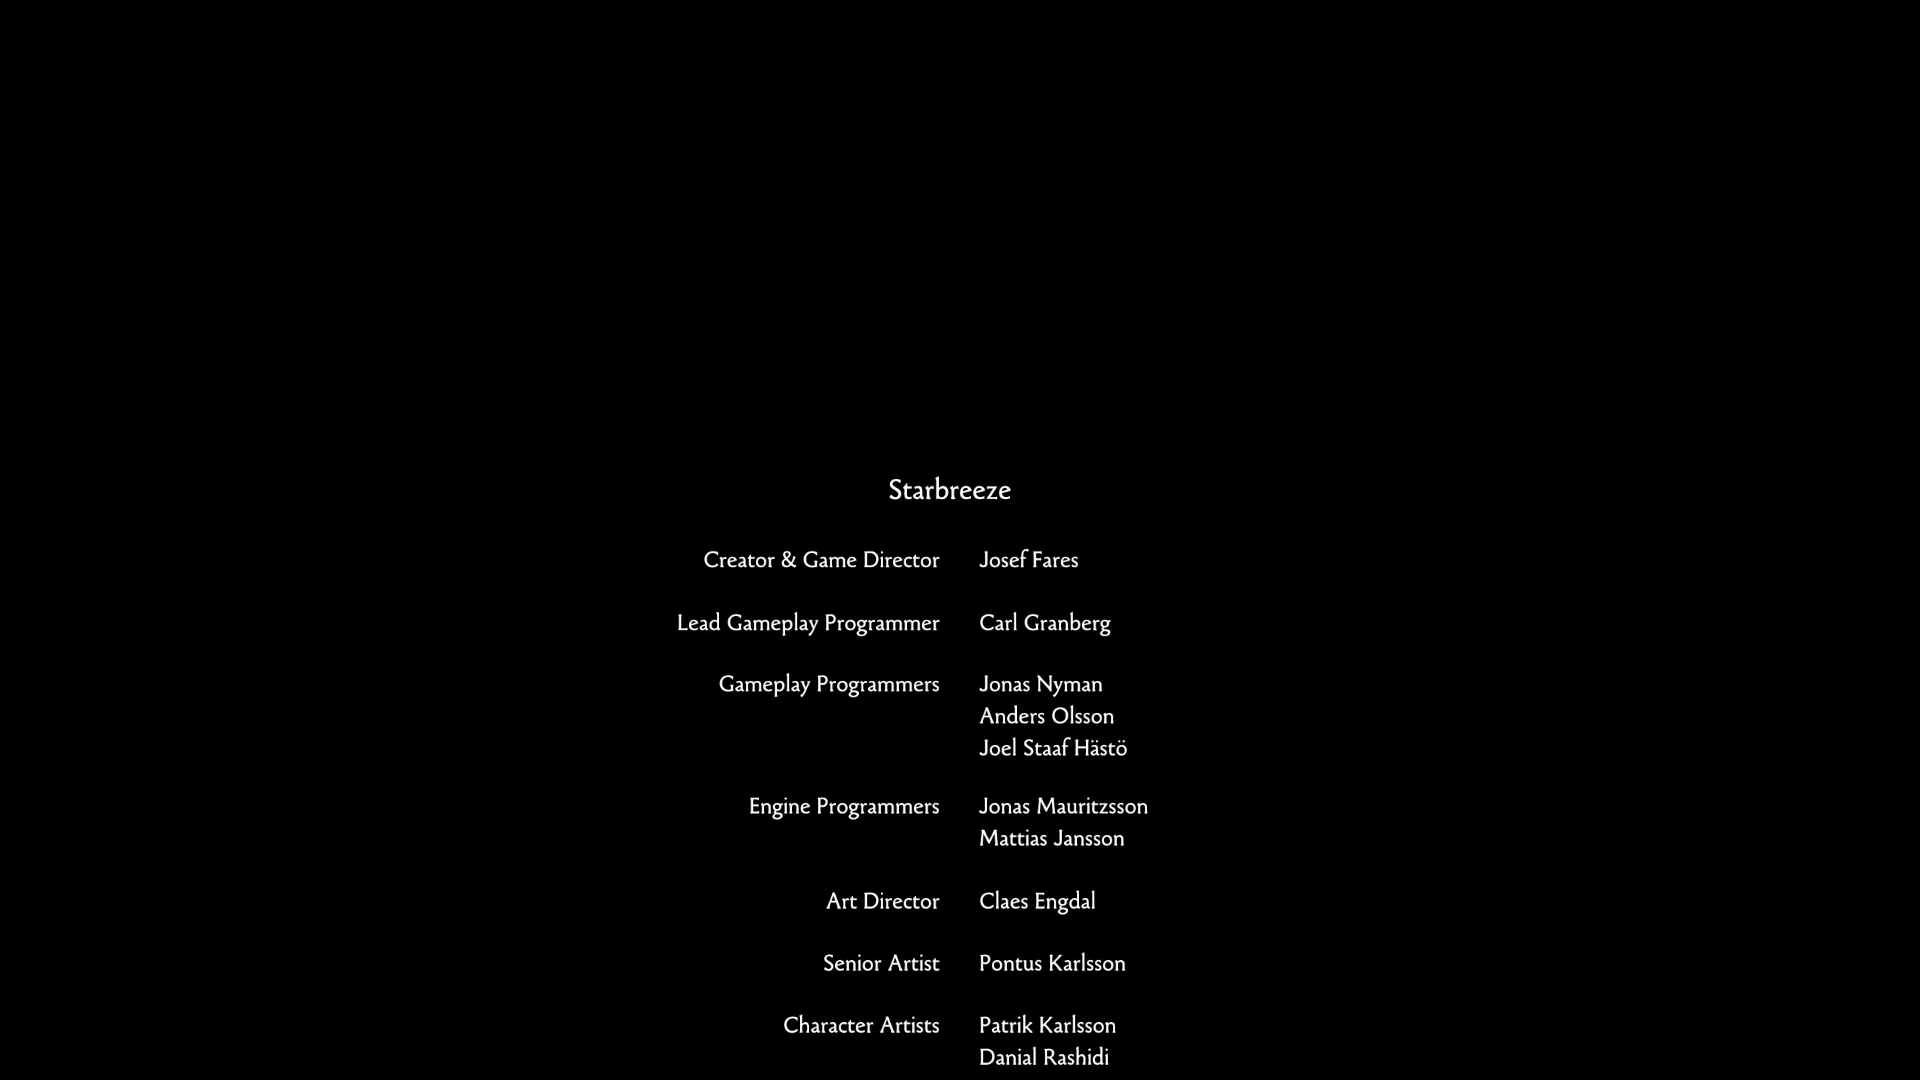 Starbreeze
Creator & Game Director Josef Fares
Lead Gameplay Programmer Carl Granberg
Gameplay Programmers Jonas Nyman
Anders Olsson
Joel Staaf Hästö
Engine Programmers Jonas Mauritzsson
Mattias Jansson
Art Director Claes Engdal
Senior Artist Pontus Karlsson
Character Artists Patrik Karlsson
Danial Rashidi